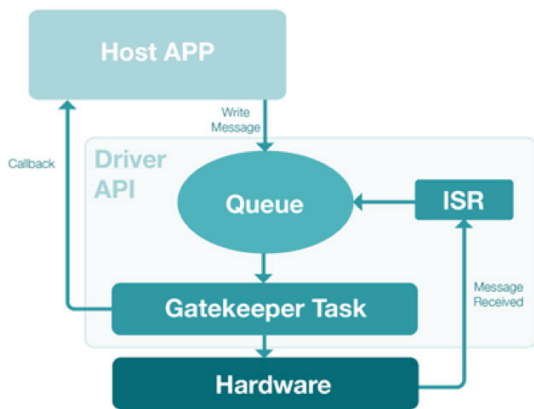 Host APP
Write
Message
Callback
Driver
API
Queue
ISR
Message
Received
Gatekeeper Task
Hardware